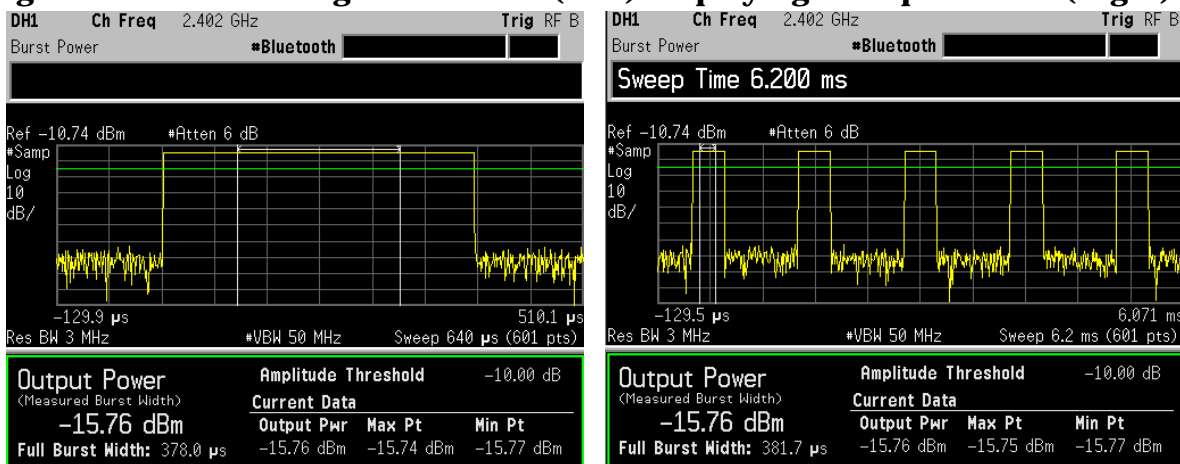 DH1 Ch Freq 2.402 GHz Trig RF B
Burst Power #Bluetooth
Ref -10.74 dBm #Atten 6 dB
#Samp
Log
10
dB/
-129.9 µs 510.1 µs
Res BW 3 MHz #VBW 50 MHz Sweep 640 µs (601 pts)
Output Power
(Measured Burst Width)
-15.76 dBm
Full Burst Width: 378.0 µs
Amplitude Threshold -10.00 dB
Current Data
Output Pwr Max Pt Min Pt
-15.76 dBm -15.74 dBm -15.77 dBm
DH1 Ch Freq 2.402 GHz Trig RF B
Burst Power #Bluetooth
Sweep Time 6.200 ms
Ref -10.74 dBm #Atten 6 dB
#Samp
Log
10
dB/
-129.5 µs 6.071 ms
Res BW 3 MHz #VBW 50 MHz Sweep 6.2 ms (601 pts)
Output Power
(Measured Burst Width)
-15.76 dBm
Full Burst Width: 381.7 µs
Amplitude Threshold -10.00 dB
Current Data
Output Pwr Max Pt Min Pt
-15.76 dBm -15.75 dBm -15.77 dBm